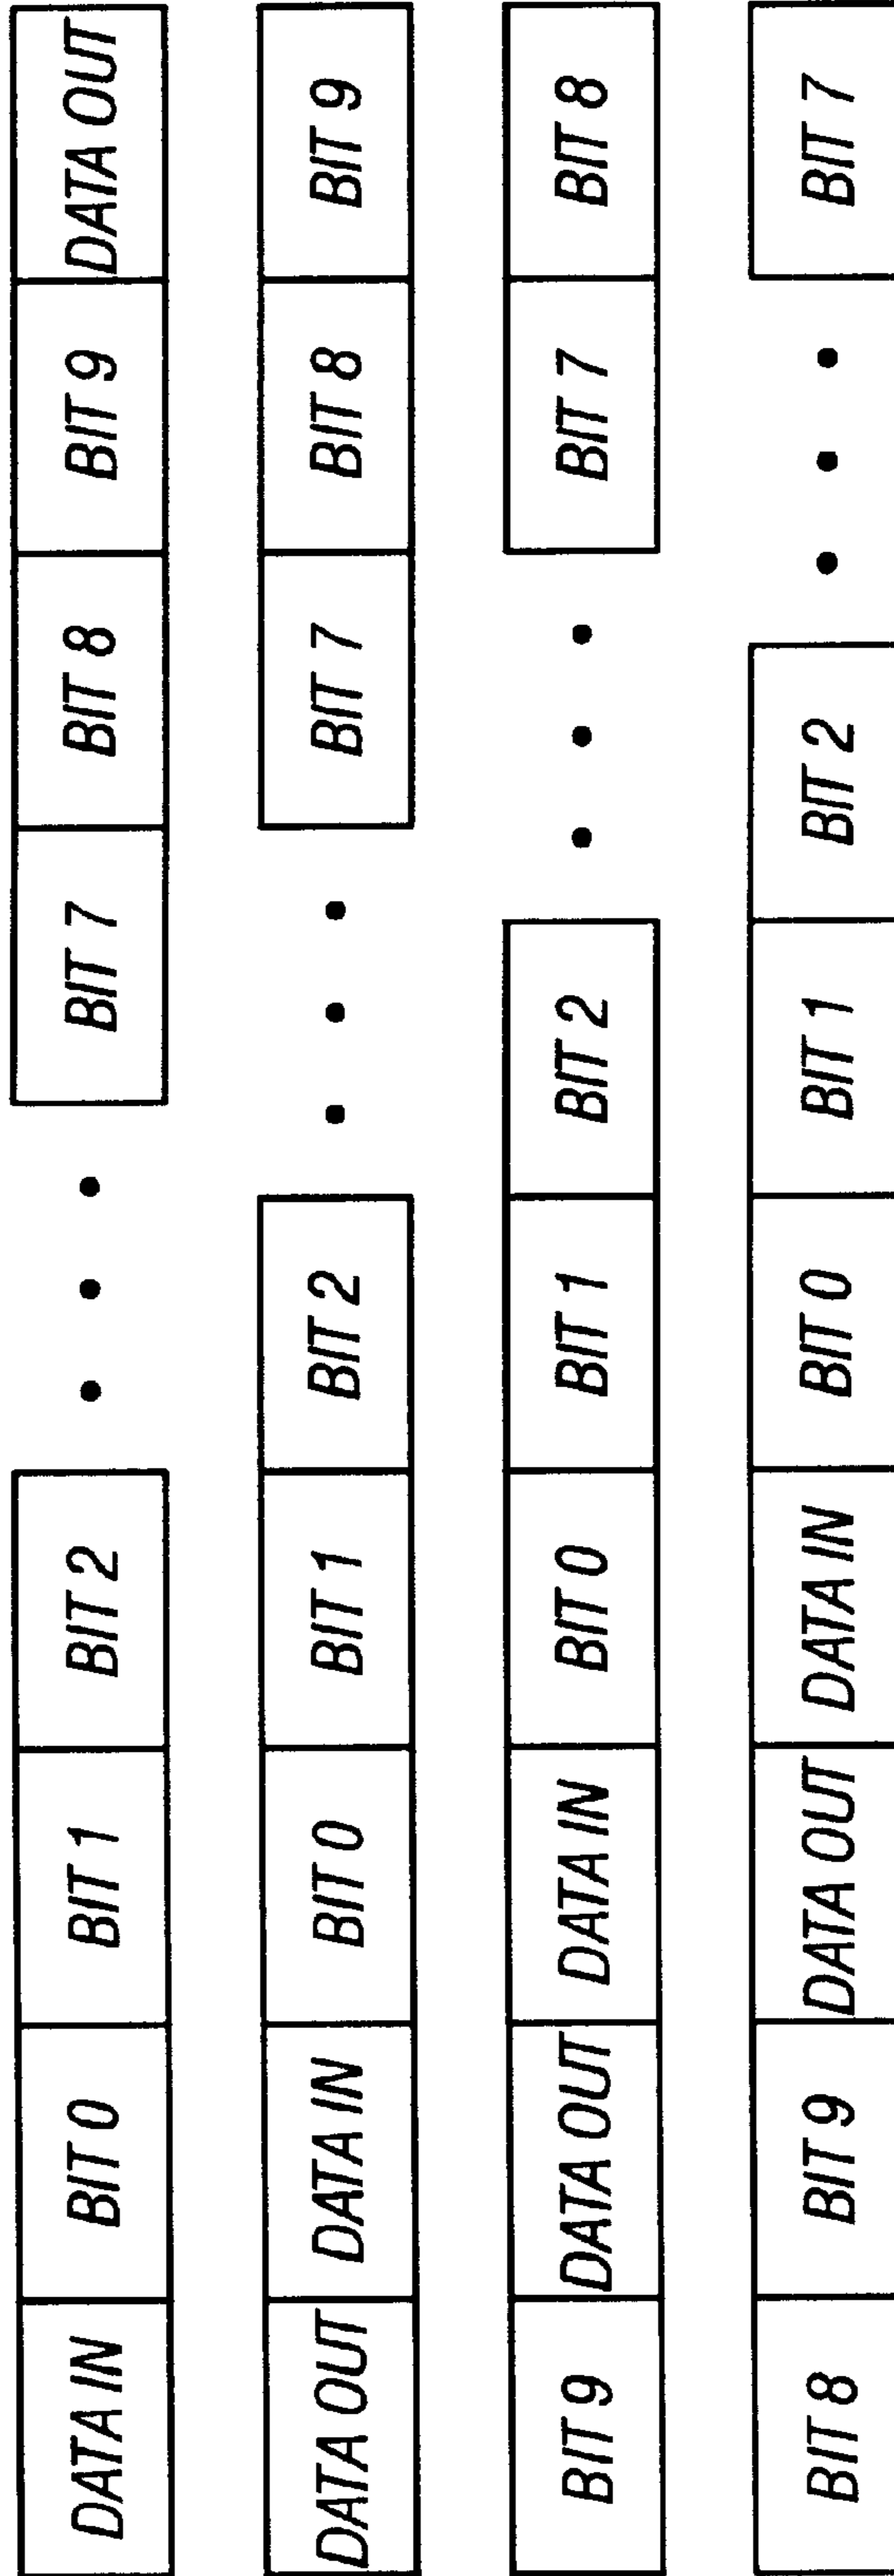 DATA IN BIT 0 BIT 1 BIT 2 • • • BIT 7 BIT 8 BIT 9 DATA OUT
DATA OUT DATA IN BIT 0 BIT 1 BIT 2 • • • BIT 7 BIT 8 BIT 9
BIT 9 DATA OUT DATA IN BIT 0 BIT 1 BIT 2 • • • BIT 7 BIT 8
BIT 8 BIT 9 DATA OUT DATA IN BIT 0 BIT 1 BIT 2 • • • BIT 7